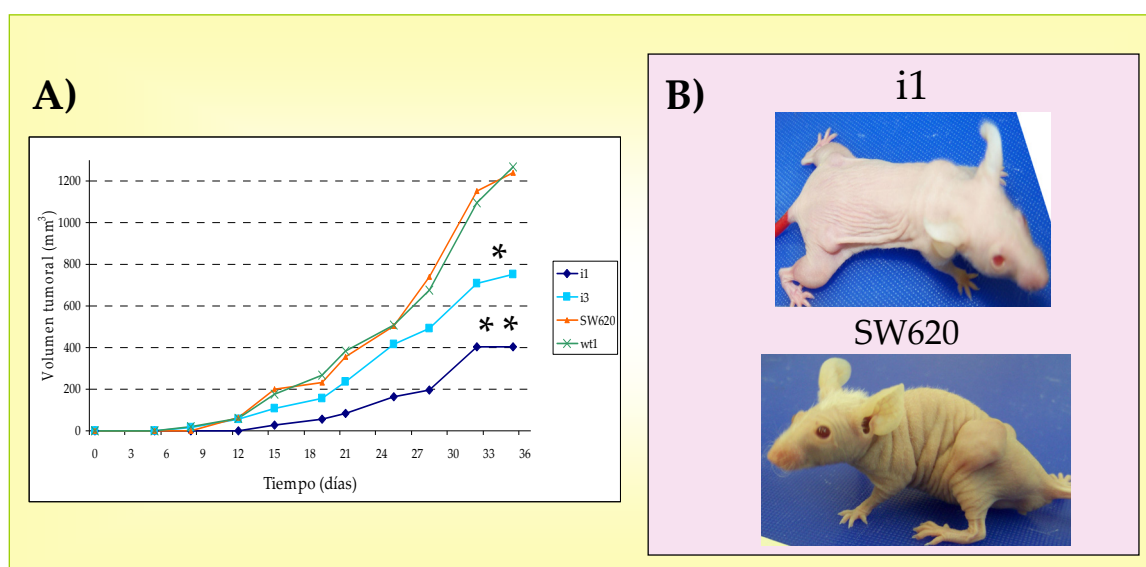 A)
Volumen tumoral (mm³)
1200
1000
800
600
400
200
0
*
* *
0 3 6 9 12 15 18 21 24 27 30 33 36
Tiempo (días)
i1
i3
SW620
wt1
B)
i1
SW620